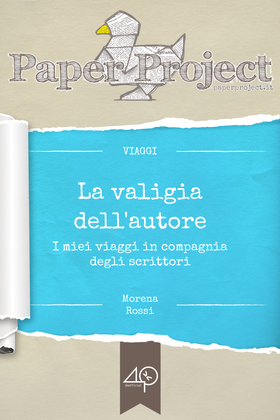 Paper Project
paperproject.it
VIAGGI
La valigia
dell'autore
I miei viaggi in compagnia
degli scrittori
Morena
Rossi